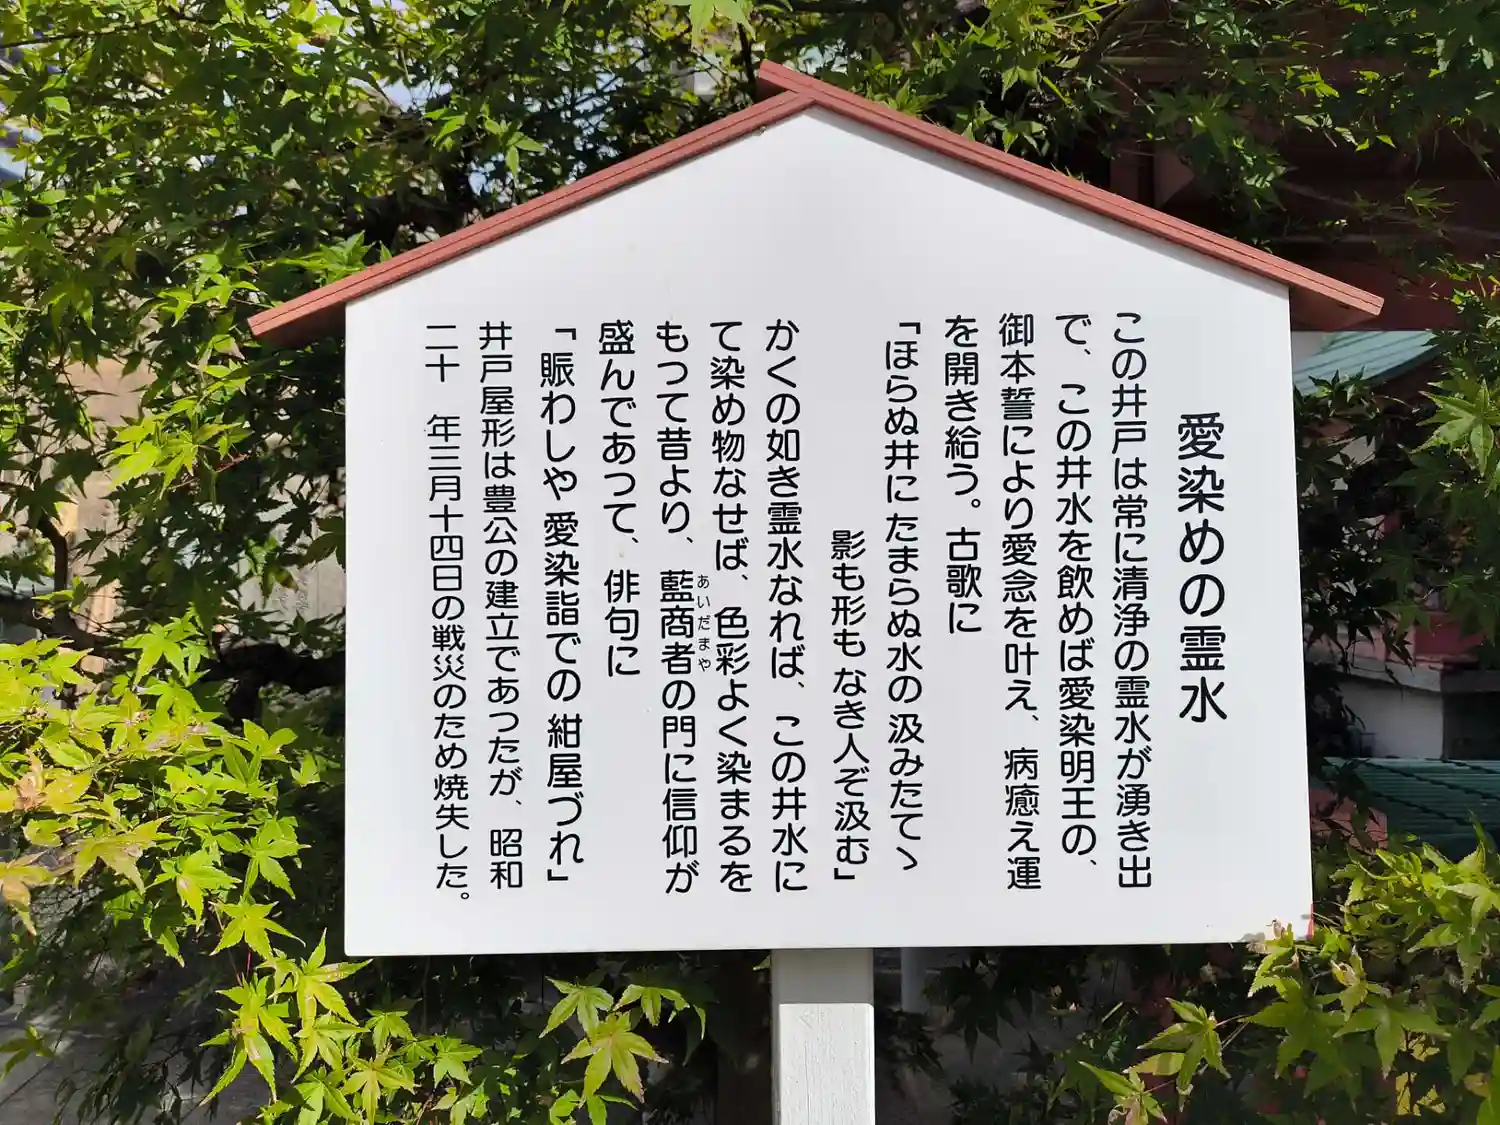 愛染めの霊水
この井戸は常に清浄の霊水が湧き出
で、この井水を飲めば愛染明王の、
御本誓により愛念を叶え、病癒え運
を開き給う。古歌に
「ほらぬ井に たまらぬ水の 汲みたてゝ
影も形も なき人ぞ汲む」
かくの如き霊水なれば、この井水に
て染め物なせば、色彩よく染まるを
あいだまや
もつて昔より、藍商者の門に信仰が
盛んであつて、俳句に
「賑わしや 愛染詣での 紺屋づれ」
井戸屋形は豊公の建立であつたが、昭和
二十 年三月十四日の戦災のため焼失した。